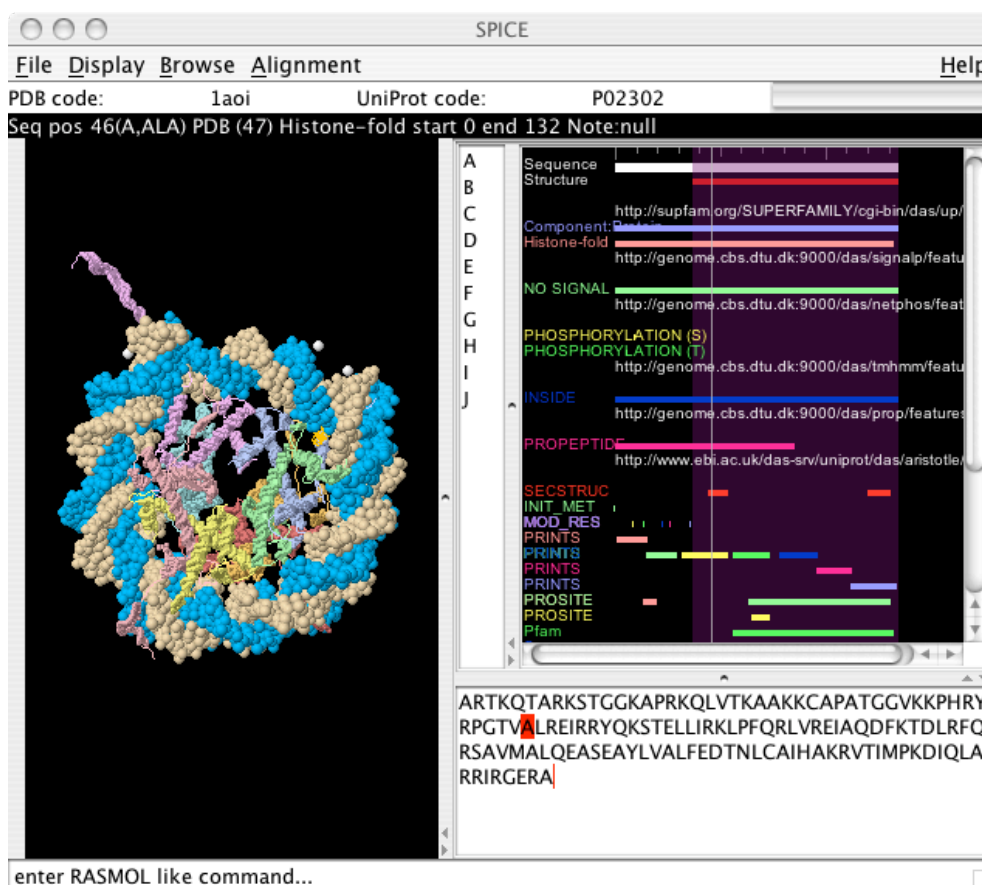 SPICE
File Display Browse Alignment Help
PDB code: 1aoi UniProt code: P02302
Seq pos 46(A,ALA) PDB (47) Histone-fold start 0 end 132 Note:null
A
B
C
D
E
F
G
H
I
J
Sequence
Structure
http://supfam.org/SUPERFAMILY/cgi-bin/das/up/
Component:Protein
Histone-fold
http://genome.cbs.dtu.dk:9000/das/signalp/featu
NO SIGNAL
http://genome.cbs.dtu.dk:9000/das/netphos/feat
PHOSPHORYLATION (S)
PHOSPHORYLATION (T)
http://genome.cbs.dtu.dk:9000/das/tmhmm/featu
INSIDE
http://genome.cbs.dtu.dk:9000/das/prop/features
PROPEPTIDE
http://www.ebi.ac.uk/das-srv/uniprot/das/aristotle/
SECSTRUC
INIT_MET
MOD_RES
PRINTS
PRINTS
PRINTS
PRINTS
PROSITE
PROSITE
Pfam
ARTKQTARKSTGGKAPRKQLVTKAAKKCAPATGGVKKPHRY
RPGTVALREIRRYQKSTELLIRKLPFQRLVREIAQDFKTDLRFQ
RSAVMALQEASEAYLVALFEDTNLCAIHAKRVTIMPKDIQLA
RRIRGERA
enter RASMOL like command...